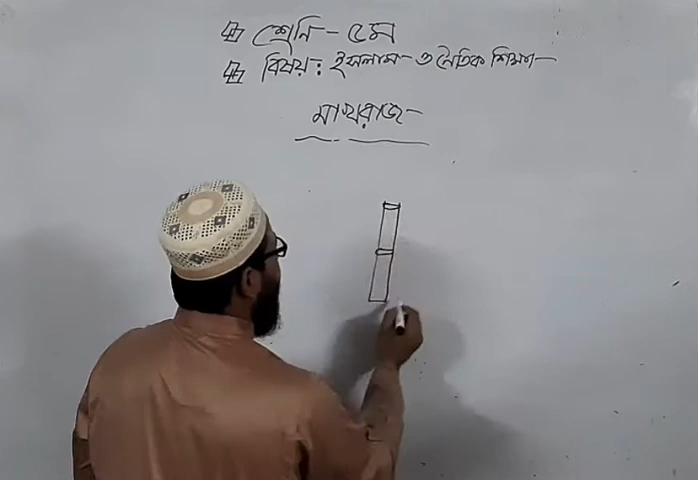 শ্রেনি - ৫ম
বিষয়: ইসলাম ও নৈতিক শিক্ষা
মাখরাজ -